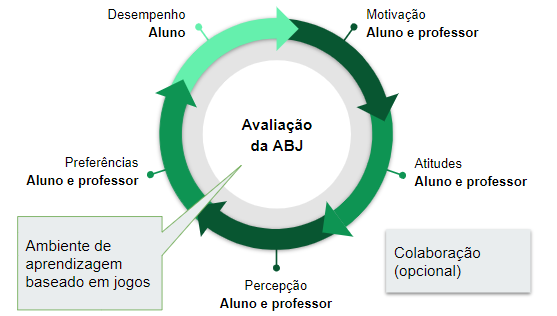 Desempenho
Aluno
Motivação
Aluno e professor
Avaliação
da ABJ
Preferências
Aluno e professor
Atitudes
Aluno e professor
Ambiente de
aprendizagem
baseado em jogos
Colaboração
(opcional)
Percepção
Aluno e professor